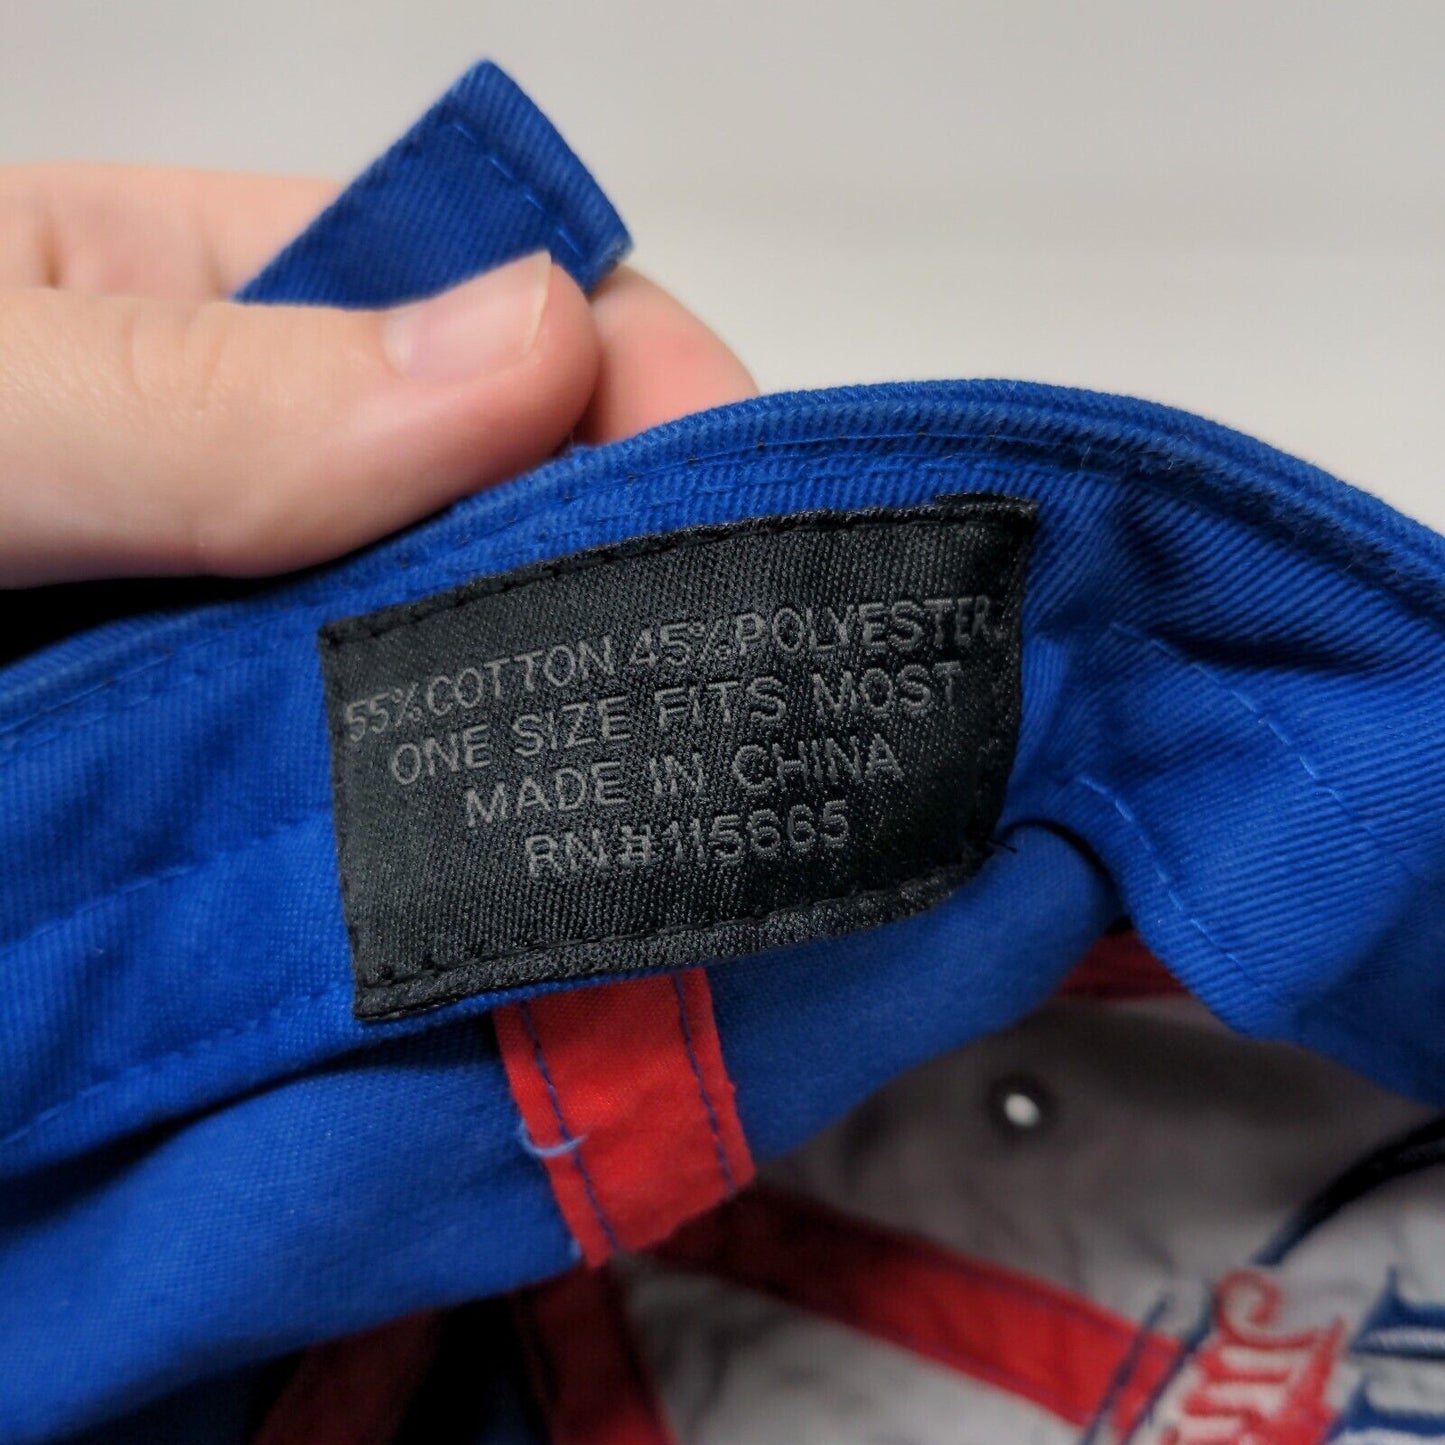 55% COTTON 45% POLYESTER
ONE SIZE FITS MOST
MADE IN CHINA
RN#115665